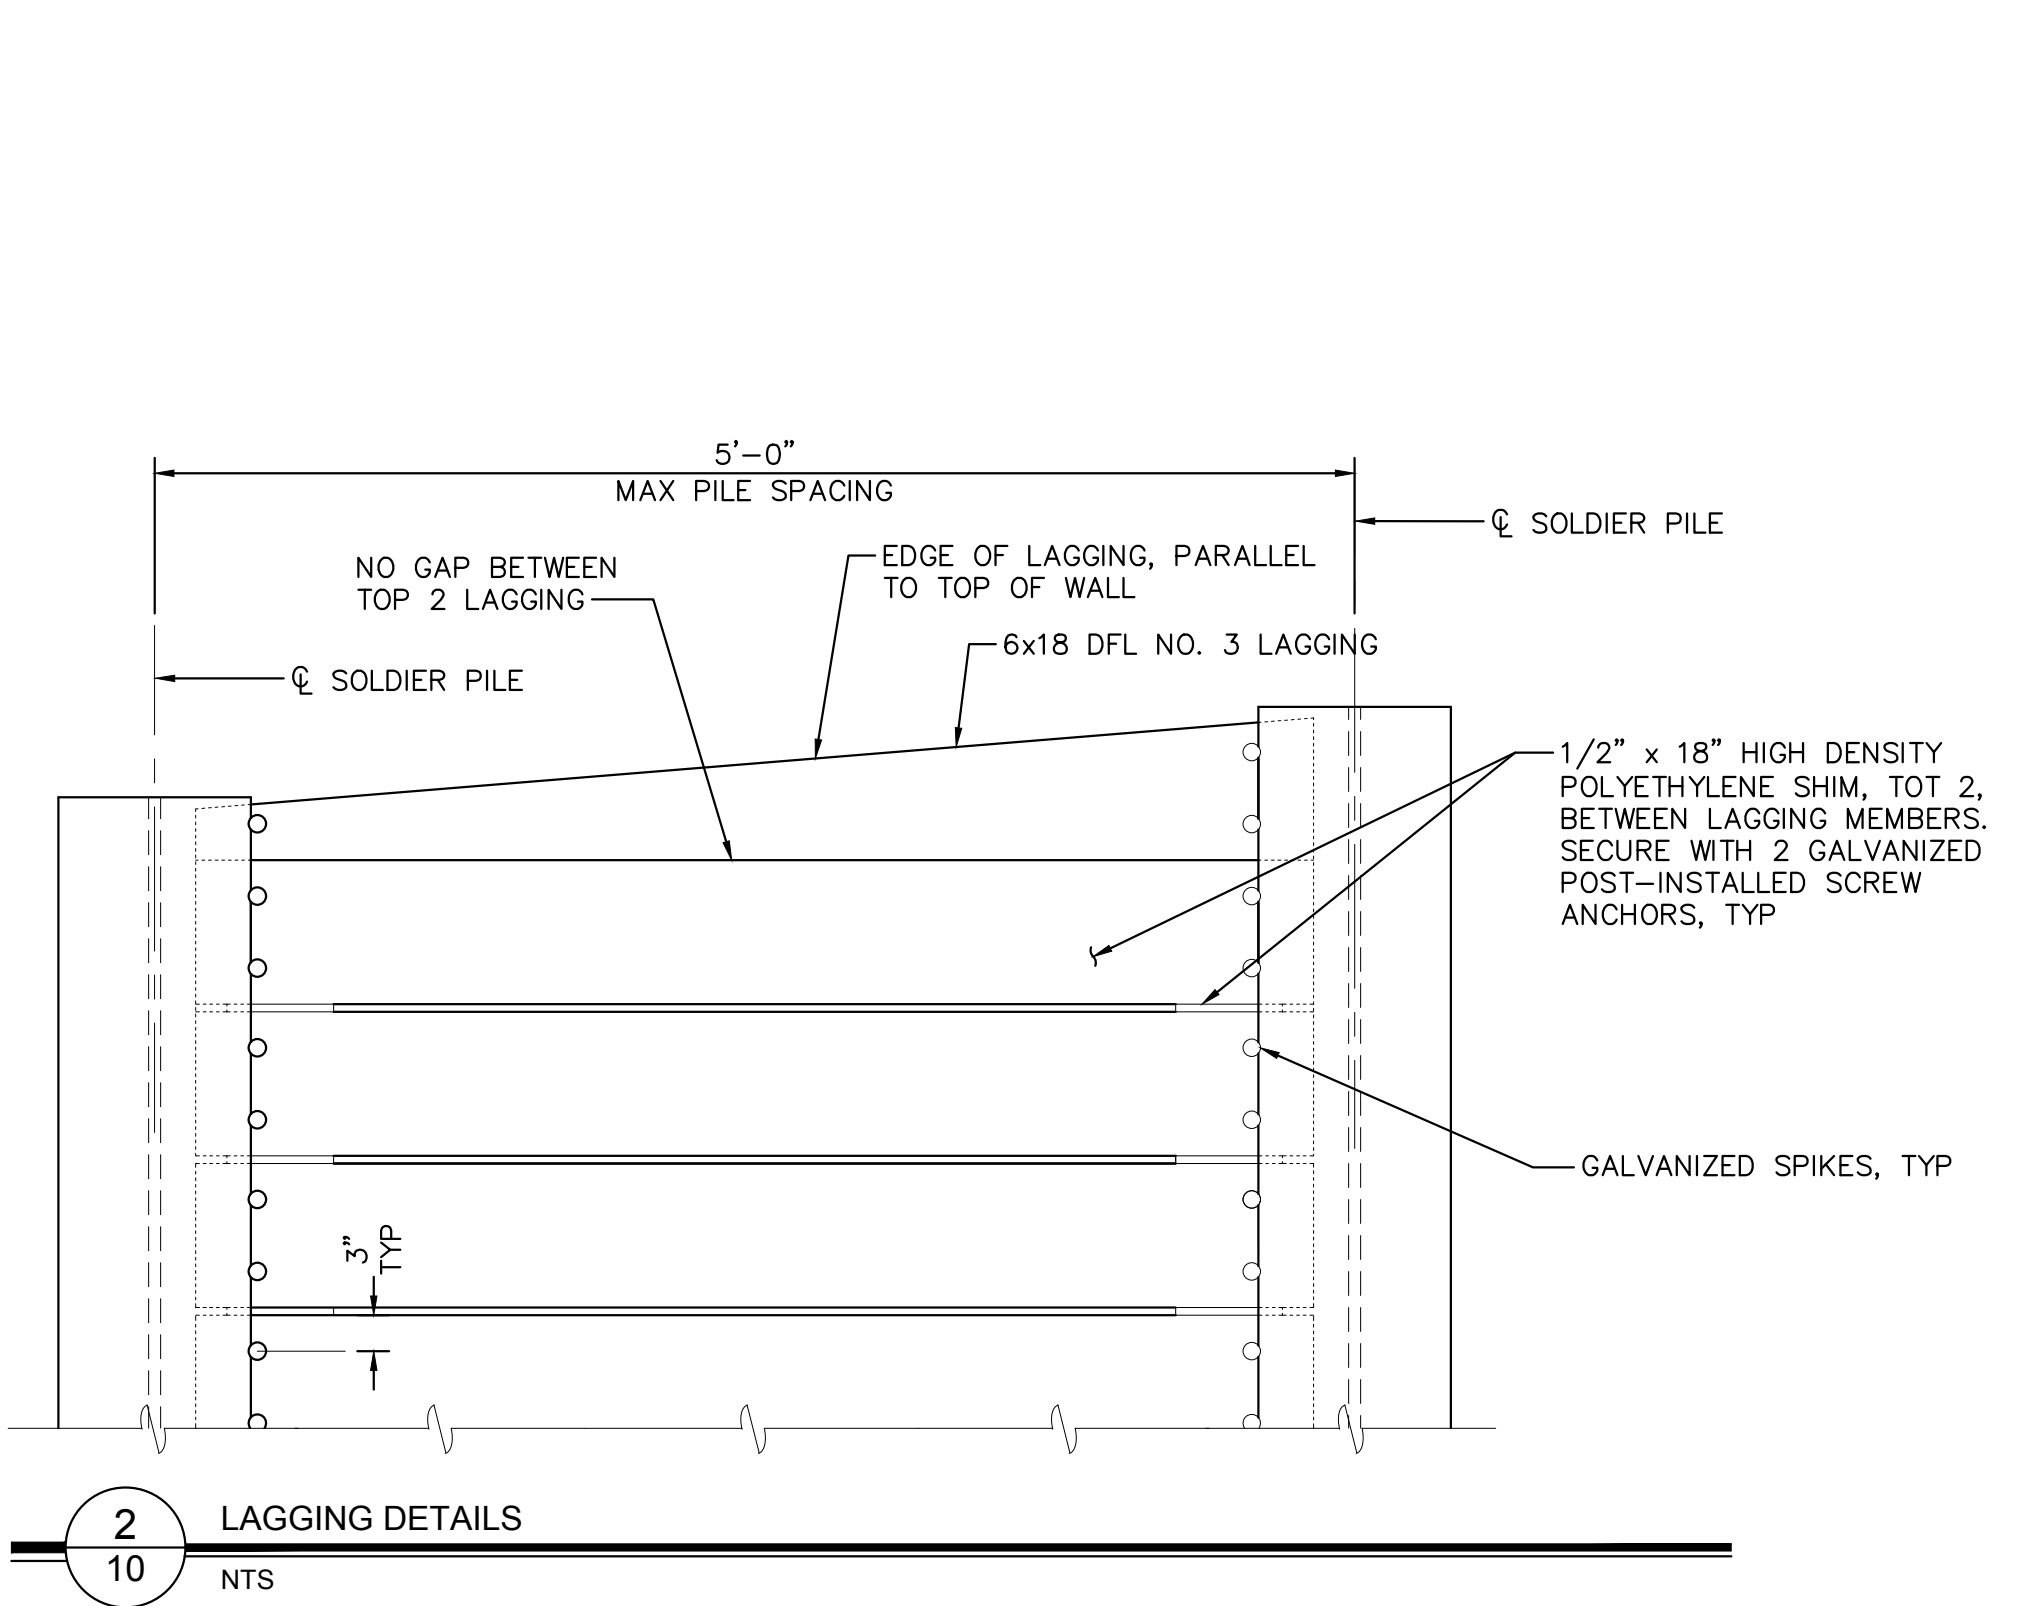 5'-0"
MAX PILE SPACING
℄ SOLDIER PILE
NO GAP BETWEEN
TOP 2 LAGGING
EDGE OF LAGGING, PARALLEL
TO TOP OF WALL
6x18 DFL NO. 3 LAGGING
℄ SOLDIER PILE
1/2" x 18" HIGH DENSITY
POLYETHYLENE SHIM, TOT 2,
BETWEEN LAGGING MEMBERS.
SECURE WITH 2 GALVANIZED
POST-INSTALLED SCREW
ANCHORS, TYP
GALVANIZED SPIKES, TYP
3"
TYP
2
10
LAGGING DETAILS
NTS